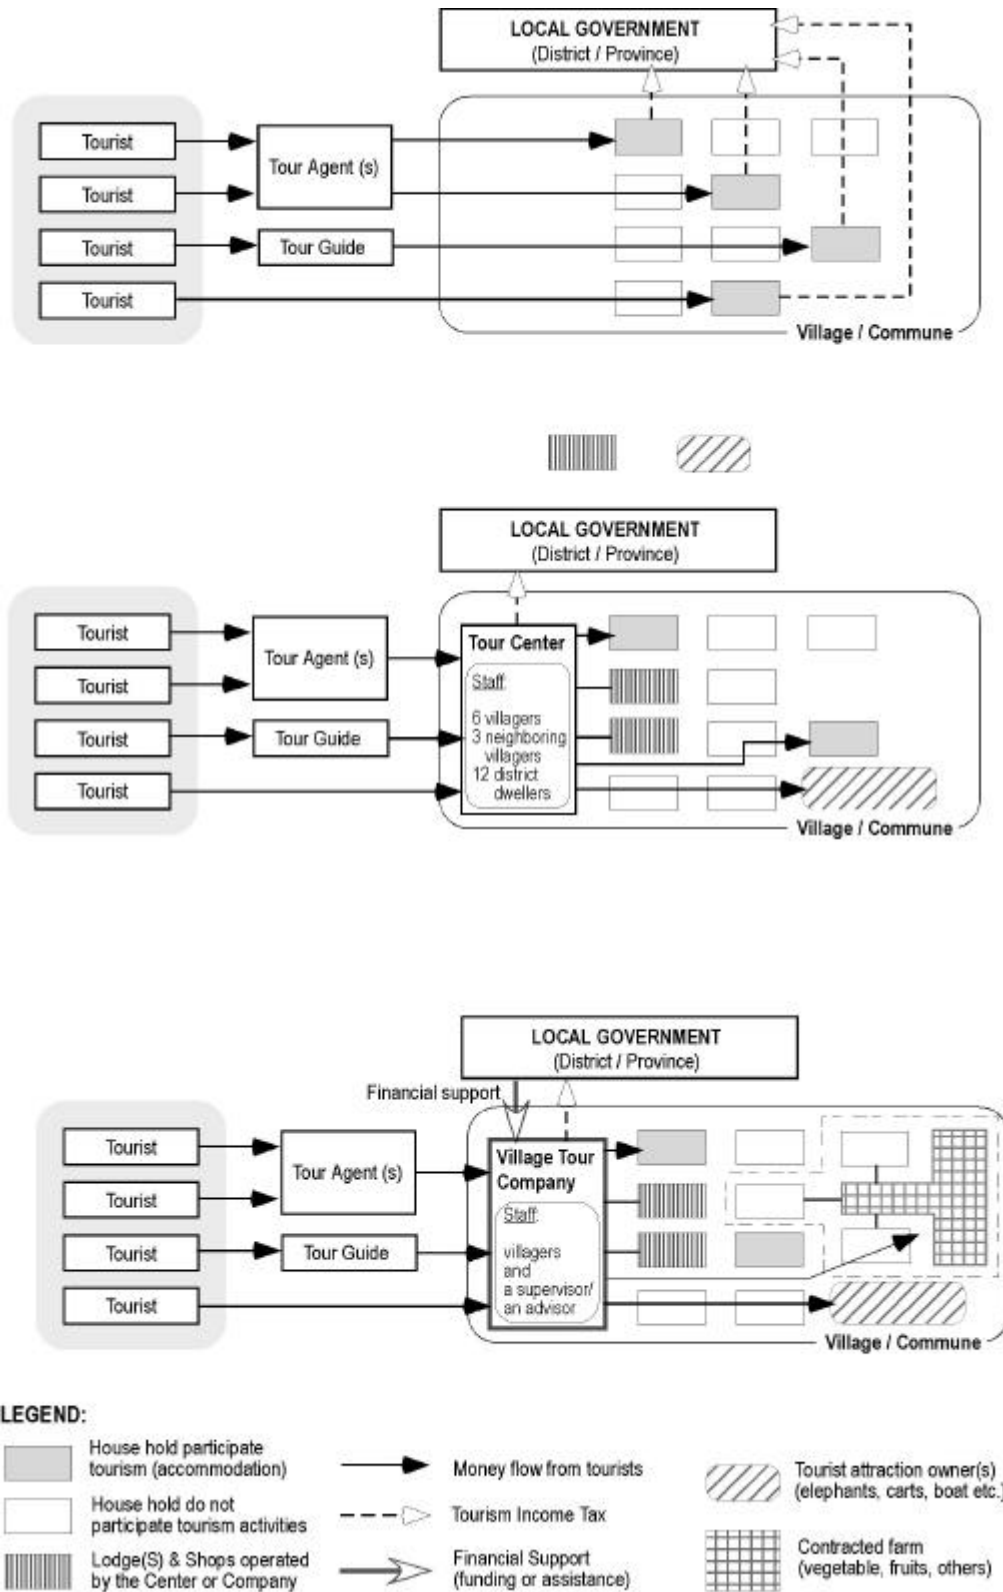 LOCAL GOVERNMENT
(District / Province)
Tourist
Tour Agent (s)
Tourist
Tourist
Tour Guide
Tourist
Village / Commune
LOCAL GOVERNMENT
(District / Province)
Tourist
Tour Agent (s)
Tourist
Tourist
Tour Guide
Tourist
Tour Center
Staff:
6 villagers
3 neighboring
villagers
12 district
dwellers
Village / Commune
LOCAL GOVERNMENT
(District / Province)
Financial support
Tourist
Tour Agent (s)
Tourist
Tourist
Tour Guide
Tourist
Village Tour
Company
Staff:
villagers
and
a supervisor/
an advisor
Village / Commune
LEGEND:
House hold participate
tourism (accommodation)
House hold do not
participate tourism activities
Lodge(S) & Shops operated
by the Center or Company
Money flow from tourists
Tourism Income Tax
Financial Support
(funding or assistance)
Tourist attraction owner(s)
(elephants, carts, boat etc.)
Contracted farm
(vegetable, fruits, others)